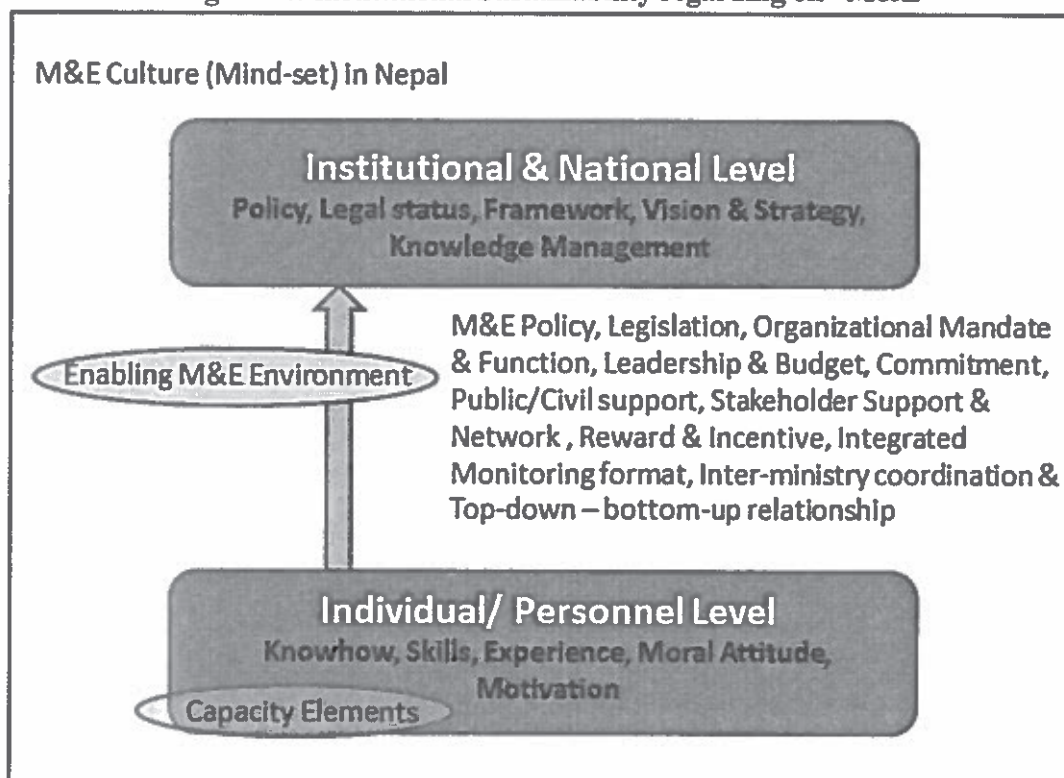 M&E Culture (Mind-set) in Nepal
Institutional & National Level
Policy, Legal status, Framework, Vision & Strategy,
Knowledge Management
Enabling M&E Environment
M&E Policy, Legislation, Organizational Mandate
& Function, Leadership & Budget, Commitment,
Public/Civil support, Stakeholder Support &
Network , Reward & Incentive, Integrated
Monitoring format, Inter-ministry coordination &
Top-down – bottom-up relationship
Individual/ Personnel Level
Knowhow, Skills, Experience, Moral Attitude,
Motivation
Capacity Elements